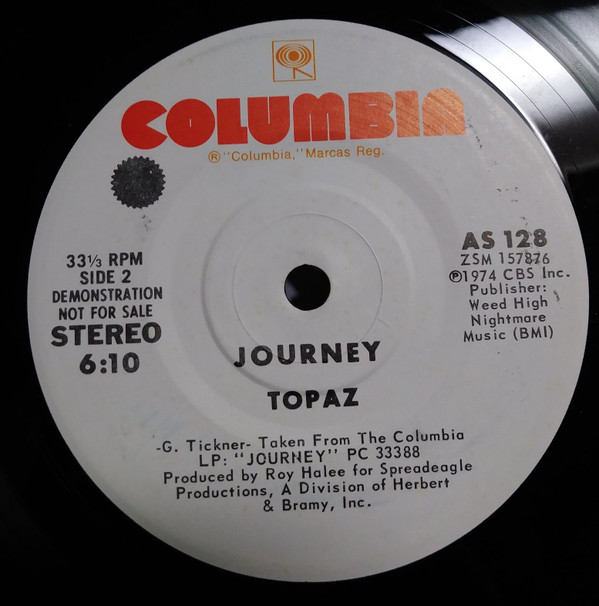 COLUMBIA
® "Columbia," Marcas Reg.
33⅓ RPM
SIDE 2
DEMONSTRATION
NOT FOR SALE
STEREO
6:10
AS 128
ZSM 157876
℗1974 CBS Inc.
Publisher:
Weed High
Nightmare
Music (BMI)
JOURNEY
TOPAZ
-G. Tickner- Taken From The Columbia
LP: "JOURNEY" PC 33388
Produced by Roy Halee for Spreadeagle
Productions, A Division of Herbert
& Bramy, Inc.